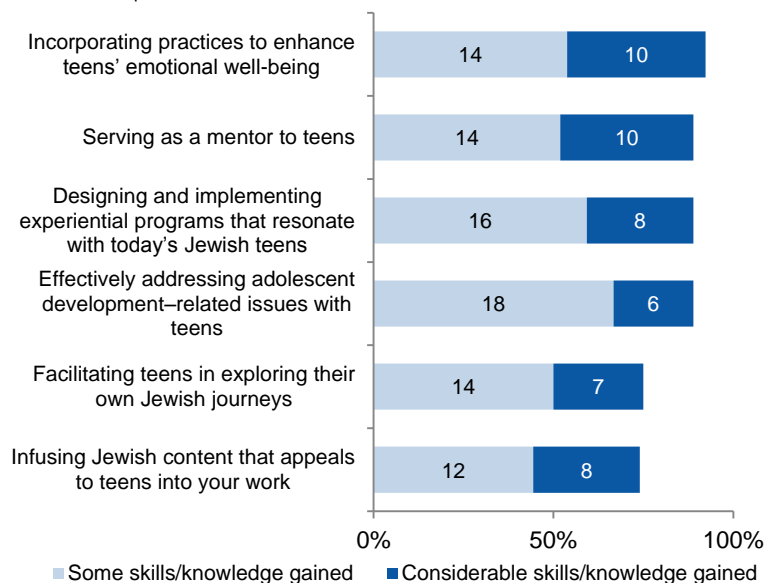 Incorporating practices to enhance
teens’ emotional well-being
14 10
Serving as a mentor to teens
14 10
Designing and implementing
experiential programs that resonate
with today’s Jewish teens
16 8
Effectively addressing adolescent
development–related issues with
teens
18 6
Facilitating teens in exploring their
own Jewish journeys
14 7
Infusing Jewish content that appeals
to teens into your work
12 8
0% 50% 100%
Some skills/knowledge gained Considerable skills/knowledge gained